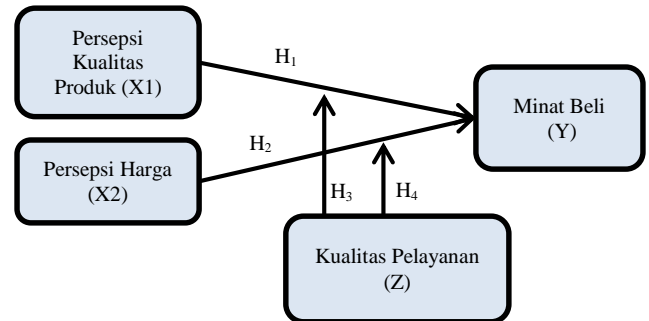 Persepsi
Kualitas
Produk (X1)
H₁
Minat Beli
(Y)
H₂
Persepsi Harga
(X2)
H₃
H₄
Kualitas Pelayanan
(Z)